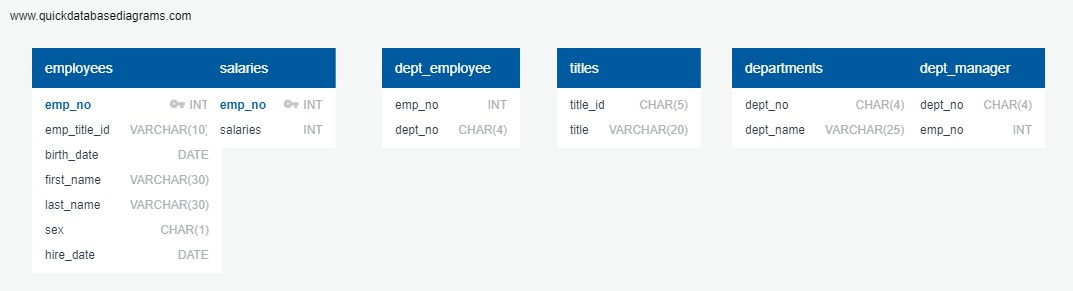 www.quickdatabasediagrams.com
employees
emp_no INT
emp_title_id VARCHAR(10)
birth_date DATE
first_name VARCHAR(30)
last_name VARCHAR(30)
sex CHAR(1)
hire_date DATE
salaries
emp_no INT
salaries INT
dept_employee
emp_no INT
dept_no CHAR(4)
titles
title_id CHAR(5)
title VARCHAR(20)
departments
dept_no CHAR(4)
dept_name VARCHAR(25)
dept_manager
dept_no CHAR(4)
emp_no INT